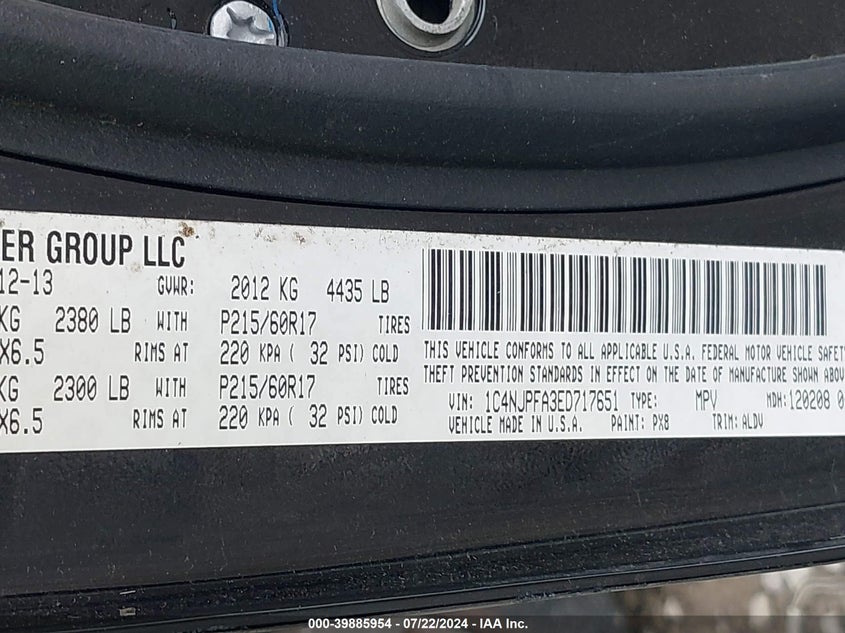 ER GROUP LLC
12-13 GVWR: 2012 KG 4435 LB
KG 2380 LB WITH P215/60R17 TIRES
X6.5 RIMS AT 220 KPA ( 32 PSI) COLD
KG 2300 LB WITH P215/60R17 TIRES
X6.5 RIMS AT 220 KPA ( 32 PSI) COLD
THIS VEHICLE CONFORMS TO ALL APPLICABLE U.S.A. FEDERAL MOTOR VEHICLE SAFETY
THEFT PREVENTION STANDARDS IN EFFECT ON THE DATE OF MANUFACTURE SHOWN ABOV
VIN: 1C4NJPFA3ED717651 TYPE: MPV MDH: 120208 0
VEHICLE MADE IN U.S.A. PAINT: PX8 TRIM: ALDV
000-39885954 - 07/22/2024 - IAA Inc.